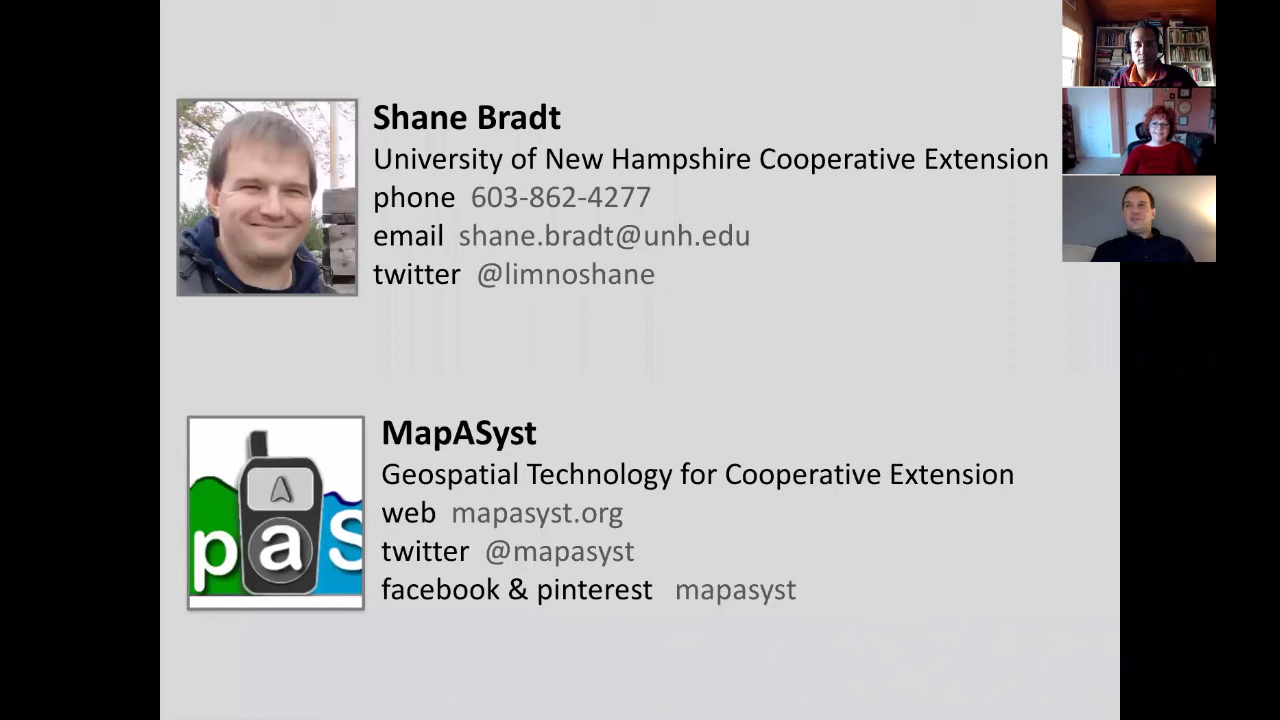 Shane Bradt
University of New Hampshire Cooperative Extension
phone 603-862-4277
email shane.bradt@unh.edu
twitter @limnoshane
paS
MapASyst
Geospatial Technology for Cooperative Extension
web mapasyst.org
twitter @mapasyst
facebook & pinterest mapasyst